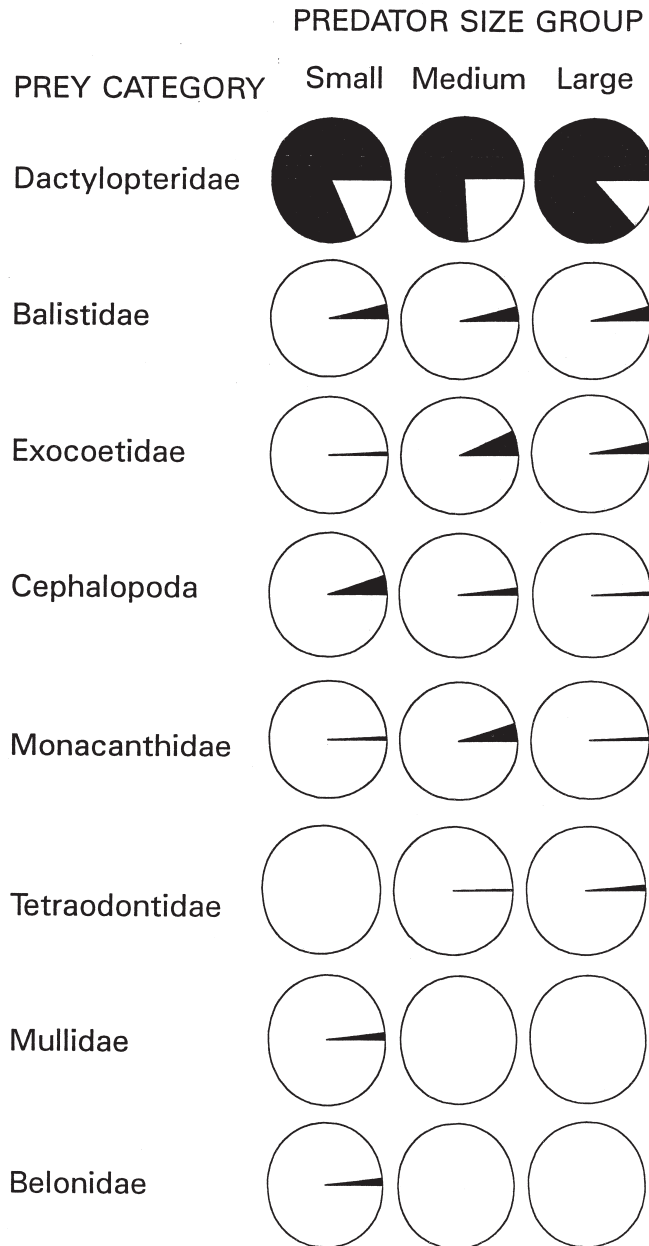 PREDATOR SIZE GROUP
PREY CATEGORY Small Medium Large
Dactylopteridae
Balistidae
Exocoetidae
Cephalopoda
Monacanthidae
Tetraodontidae
Mullidae
Belonidae